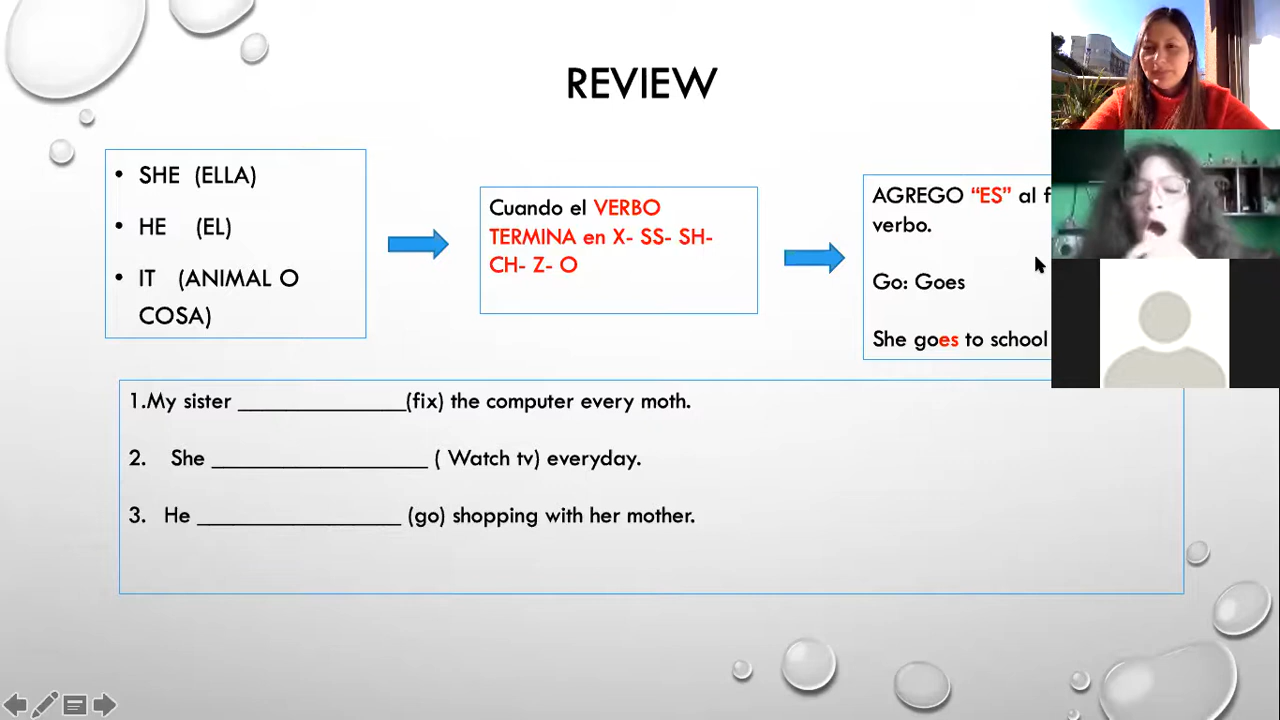 REVIEW
• SHE (ELLA)
• HE (EL)
• IT (ANIMAL O
COSA)
Cuando el VERBO
TERMINA en X- SS- SH-
CH- Z- O
AGREGO “ES” al
verbo.
Go: Goes
She goes to school
1.My sister _______________(fix) the computer every moth.
2. She ___________________ ( Watch tv) everyday.
3. He __________________ (go) shopping with her mother.